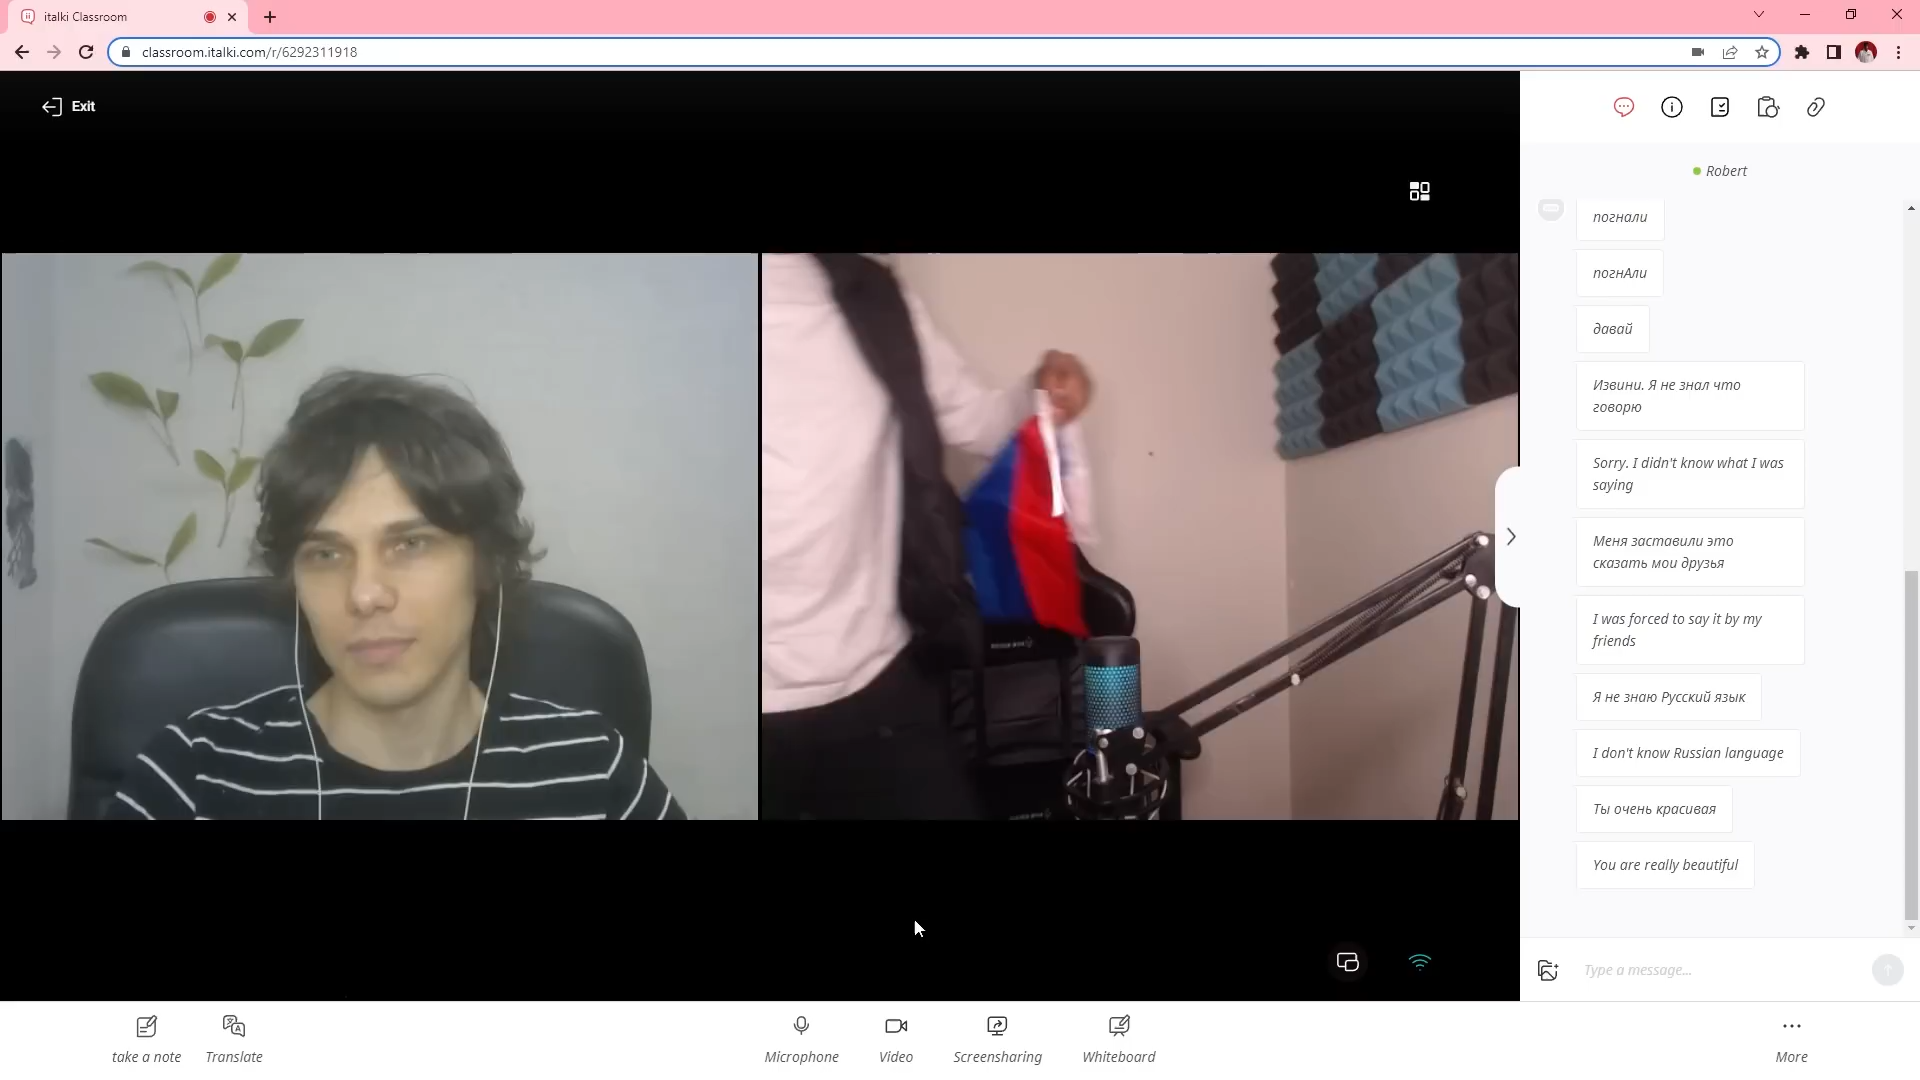 italki Classroom
classroom.italki.com/r/6292311918
Exit
Robert
погнали
погнАли
давай
Извини. Я не знал что
говорю
Sorry. I didn't know what I was
saying
Меня заставили это
сказать мои друзья
I was forced to say it by my
friends
Я не знаю Русский язык
I don't know Russian language
Ты очень красивая
You are really beautiful
Type a message...
take a note
Translate
Microphone
Video
Screensharing
Whiteboard
More